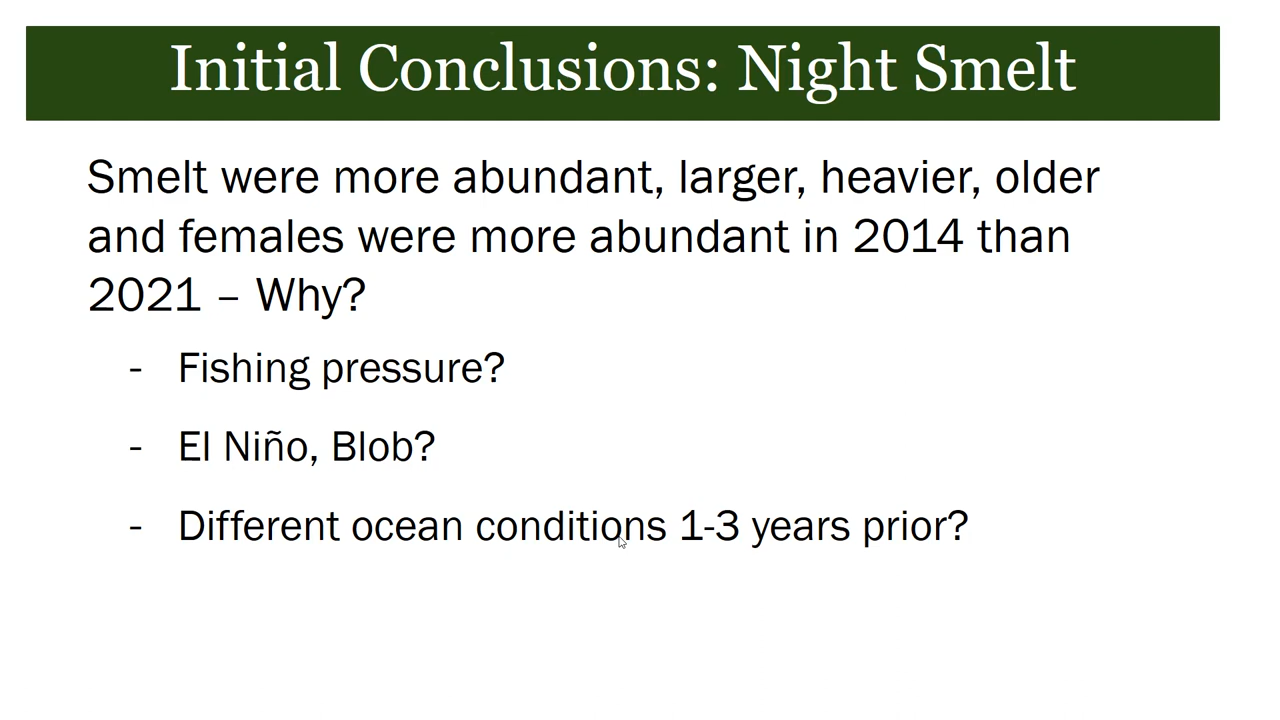 Initial Conclusions: Night Smelt
Smelt were more abundant, larger, heavier, older
and females were more abundant in 2014 than
2021 – Why?
- Fishing pressure?
- El Niño, Blob?
- Different ocean conditions 1-3 years prior?